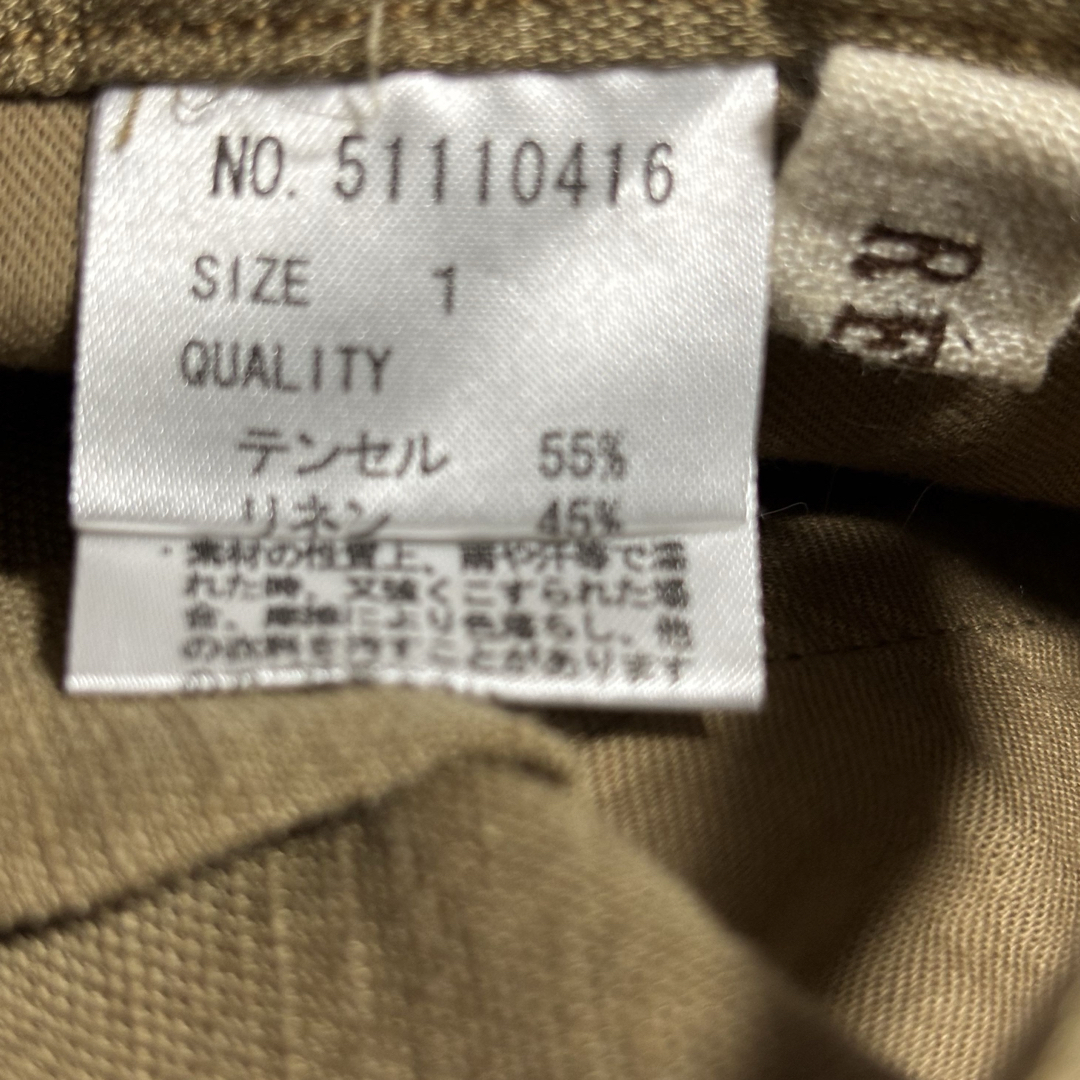 NO. 51110416
SIZE 1
QUALITY
テンセル 55%
リネン 45%
・素材の性質上、雨や汗等で濡
れた時、又強くこすられた場
合、摩擦により色落ちし、他
の衣料を汚すことがあります
R.
E